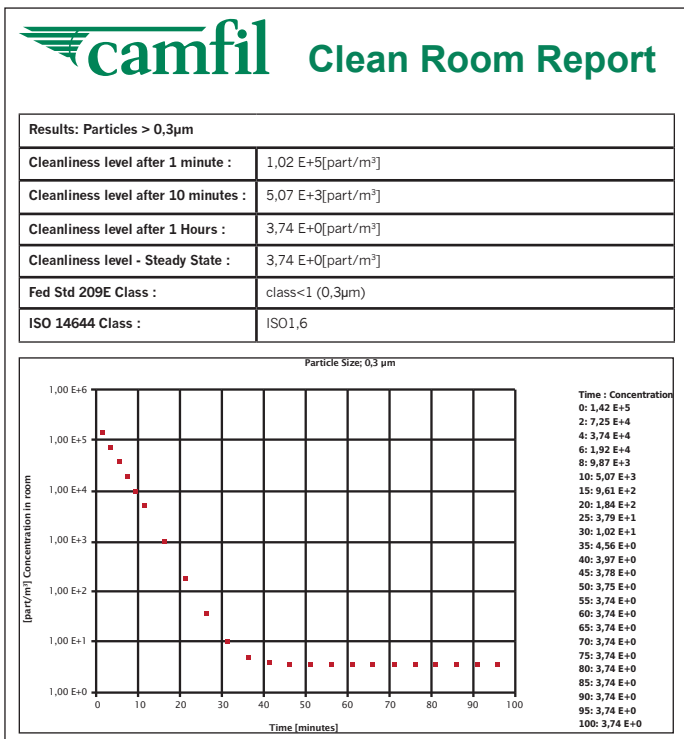 camfil Clean Room Report
Results: Particles > 0,3µm
Cleanliness level after 1 minute : 1,02 E+5[part/m³]
Cleanliness level after 10 minutes : 5,07 E+3[part/m³]
Cleanliness level after 1 Hours : 3,74 E+0[part/m³]
Cleanliness level - Steady State : 3,74 E+0[part/m³]
Fed Std 209E Class : class<1 (0,3µm)
ISO 14644 Class : ISO1,6
Particle Size; 0,3 µm
[part/m³] Concentration in room
1,00 E+6
1,00 E+5
1,00 E+4
1,00 E+3
1,00 E+2
1,00 E+1
1,00 E+0
0 10 20 30 40 50 60 70 80 90 100
Time [minutes]
Time : Concentration
0: 1,42 E+5
2: 7,25 E+4
4: 3,74 E+4
6: 1,92 E+4
8: 9,87 E+3
10: 5,07 E+3
15: 9,61 E+2
20: 1,84 E+2
25: 3,79 E+1
30: 1,02 E+1
35: 4,56 E+0
40: 3,97 E+0
45: 3,78 E+0
50: 3,75 E+0
55: 3,74 E+0
60: 3,74 E+0
65: 3,74 E+0
70: 3,74 E+0
75: 3,74 E+0
80: 3,74 E+0
85: 3,74 E+0
90: 3,74 E+0
95: 3,74 E+0
100: 3,74 E+0